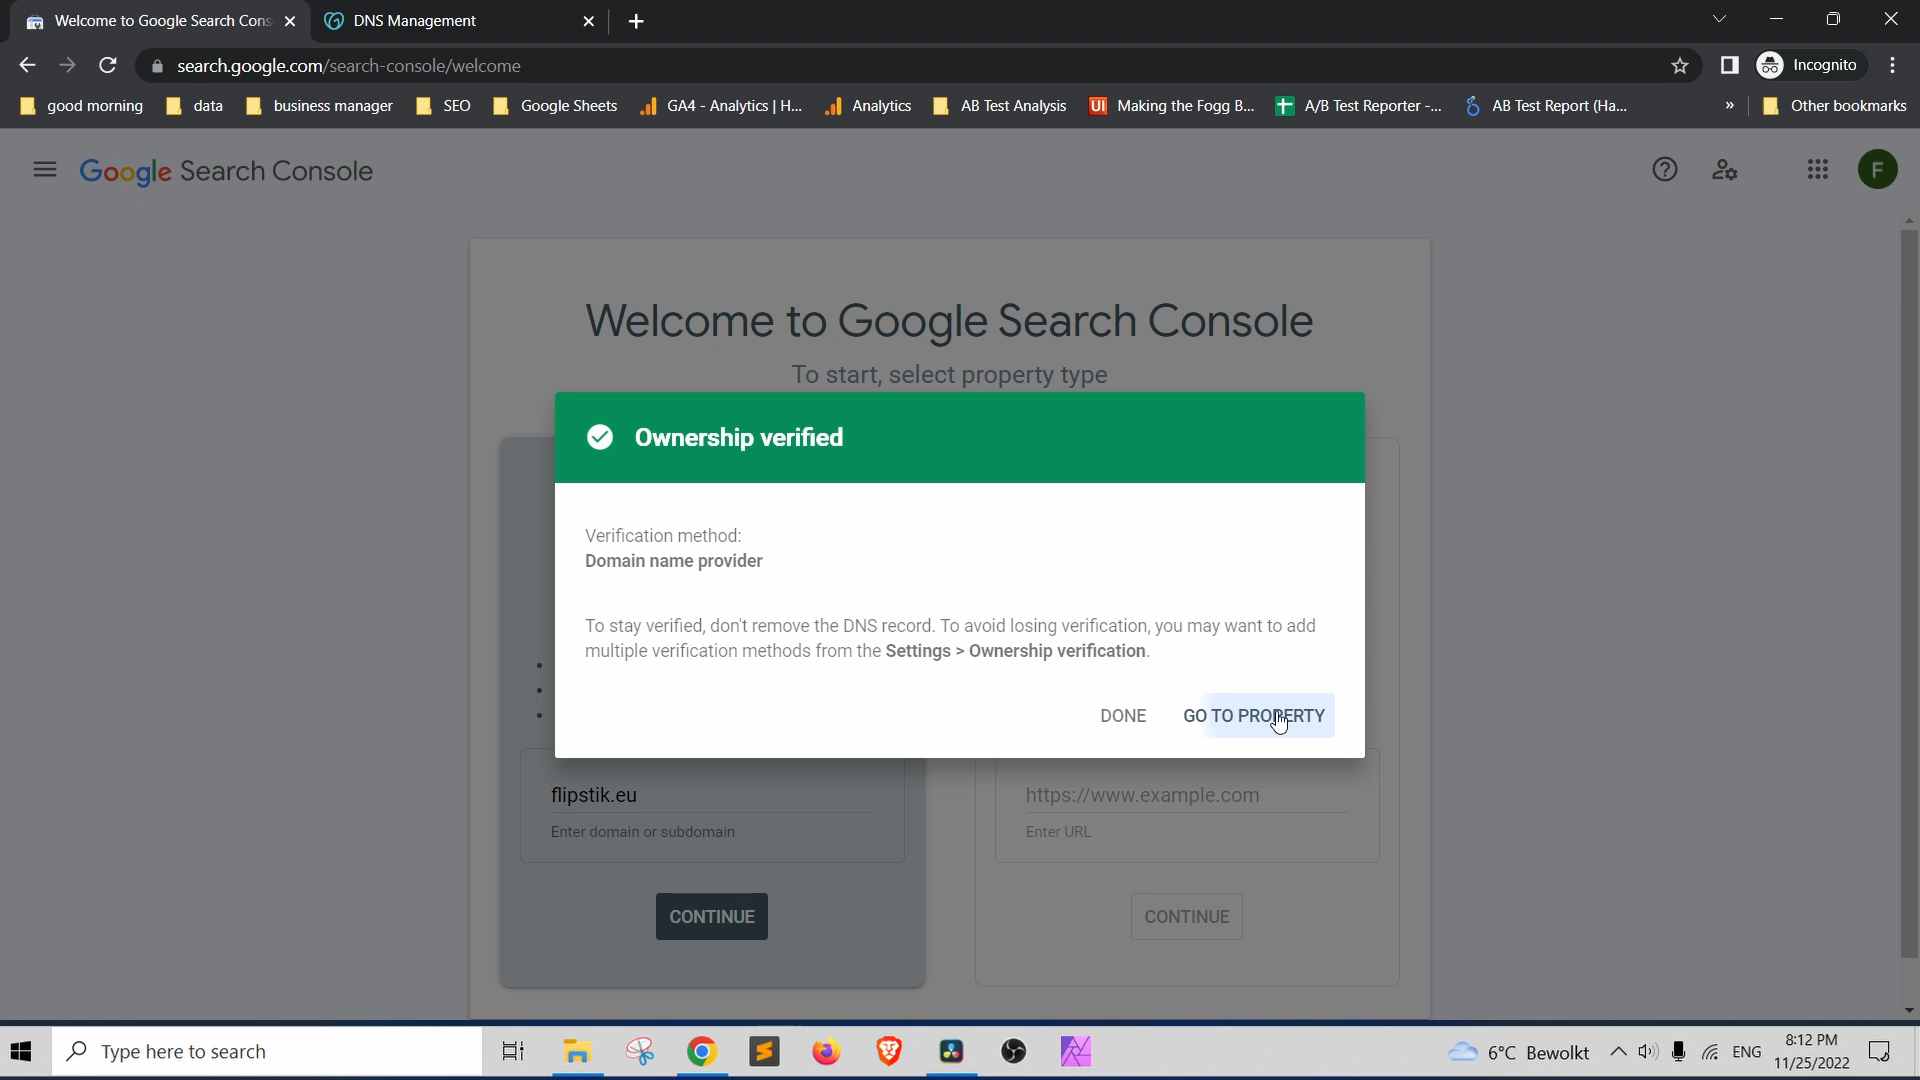 Welcome to Google Search Cons
DNS Management
search.google.com/search-console/welcome
Incognito
good morning
data
business manager
SEO
Google Sheets
GA4 - Analytics | H...
Analytics
AB Test Analysis
UI
Making the Fogg B...
A/B Test Reporter -...
AB Test Report (Ha...
»
Other bookmarks
Google Search Console
F
Welcome to Google Search Console
To start, select property type
Ownership verified
Verification method:
Domain name provider
To stay verified, don't remove the DNS record. To avoid losing verification, you may want to add
multiple verification methods from the Settings > Ownership verification.
DONE
GO TO PROPERTY
flipstik.eu
https://www.example.com
Enter domain or subdomain
Enter URL
CONTINUE
CONTINUE
Type here to search
6°C Bewolkt
ENG
8:12 PM
11/25/2022